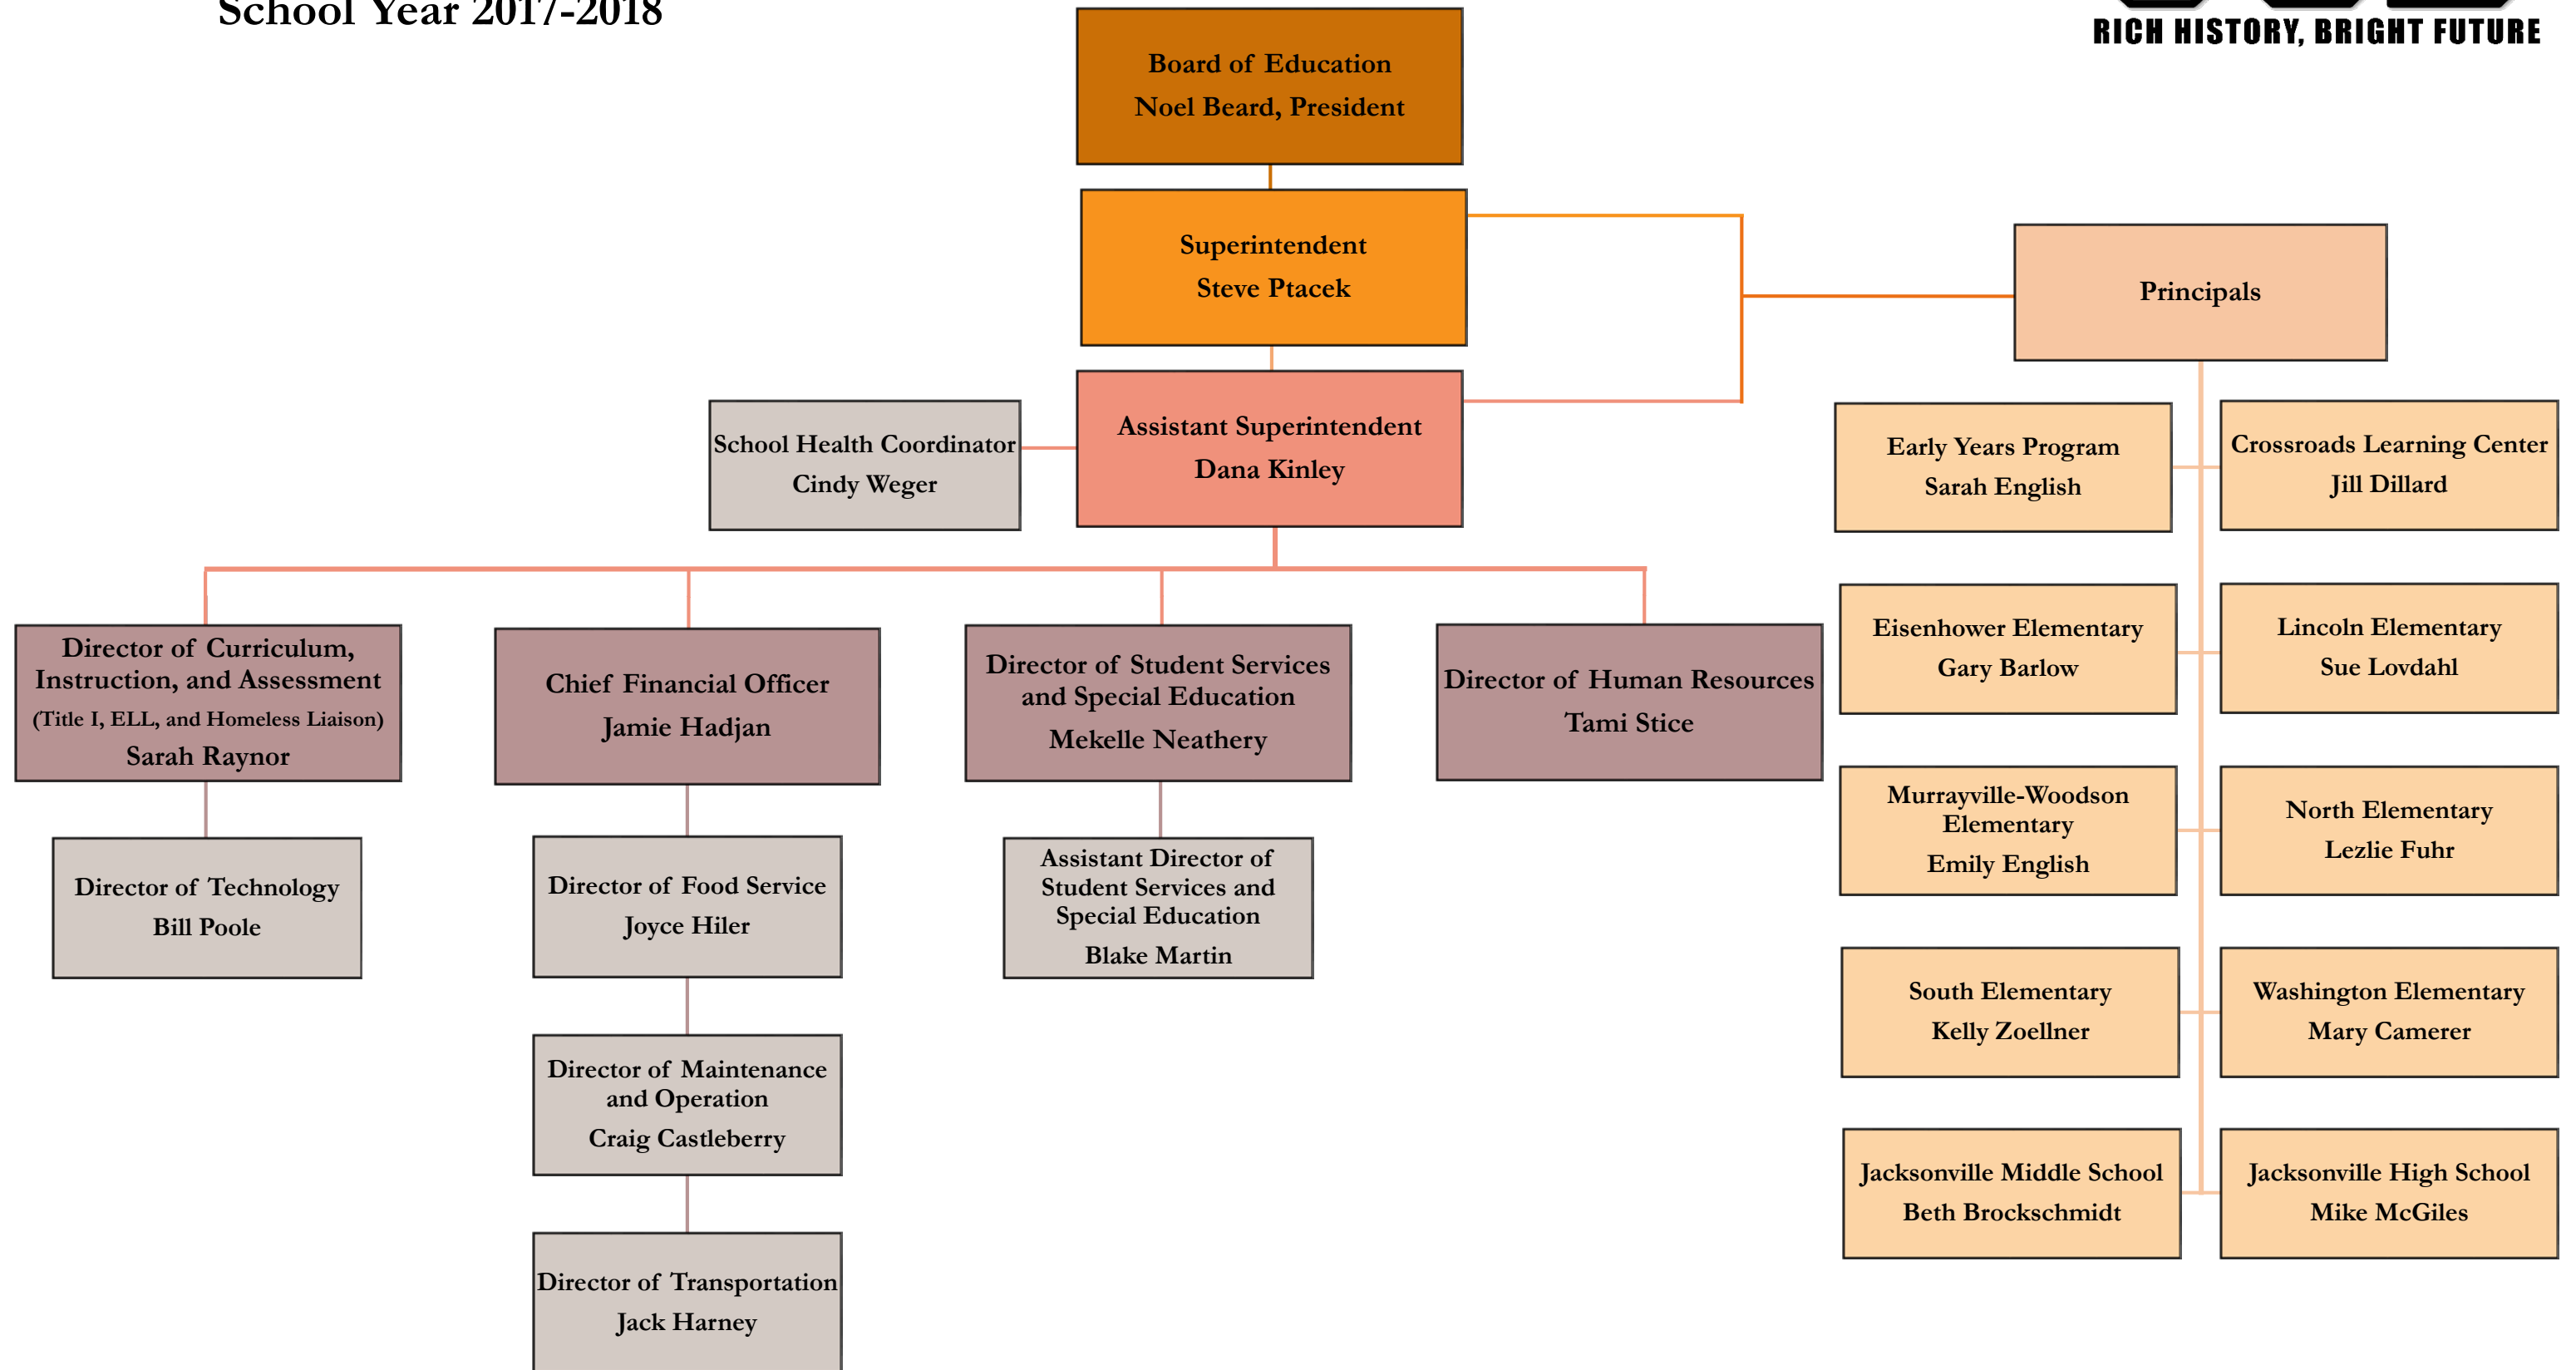 School Year 2017-2018
RICH HISTORY, BRIGHT FUTURE
Board of Education
Noel Beard, President
Superintendent
Steve Ptacek
Principals
School Health Coordinator
Cindy Weger
Assistant Superintendent
Dana Kinley
Early Years Program
Sarah English
Crossroads Learning Center
Jill Dillard
Director of Curriculum,
Instruction, and Assessment
(Title I, ELL, and Homeless Liaison)
Sarah Raynor
Chief Financial Officer
Jamie Hadjan
Director of Student Services
and Special Education
Mekelle Neathery
Director of Human Resources
Tami Stice
Eisenhower Elementary
Gary Barlow
Lincoln Elementary
Sue Lovdahl
Murrayville-Woodson
Elementary
Emily English
North Elementary
Lezlie Fuhr
Director of Technology
Bill Poole
Director of Food Service
Joyce Hiler
Assistant Director of
Student Services and
Special Education
Blake Martin
South Elementary
Kelly Zoellner
Washington Elementary
Mary Camerer
Director of Maintenance
and Operation
Craig Castleberry
Jacksonville Middle School
Beth Brockschmidt
Jacksonville High School
Mike McGiles
Director of Transportation
Jack Harney